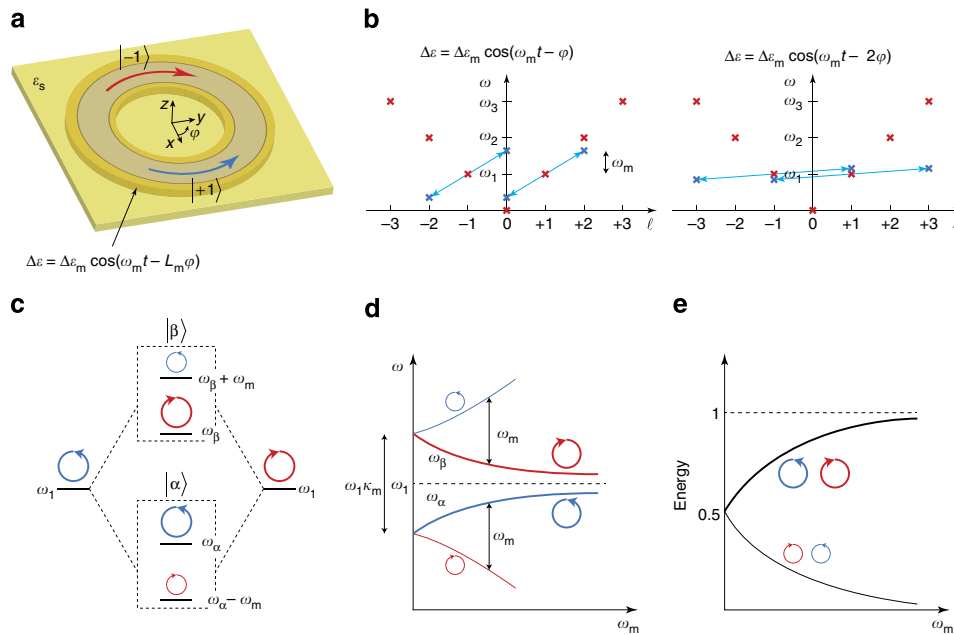 a
|−1⟩
εs
z
y
x
φ
|+1⟩
Δε = Δεm cos(ωmt − Lmφ)
b
Δε = Δεm cos(ωmt − φ)
ω
ω3
ω2
ω1
ωm
−3 −2 −1 0 +1 +2 +3 ℓ
Δε = Δεm cos(ωmt − 2φ)
ω
ω3
ω2
ω1
−3 −2 −1 0 +1 +2 +3
c
|β⟩
ωβ + ωm
ωβ
ω1
ω1
|α⟩
ωα
ωα − ωm
d
ω
ωm
ωβ
ω1κm
ω1
ωα
ωm
ωm
e
Energy
1
0.5
ωm